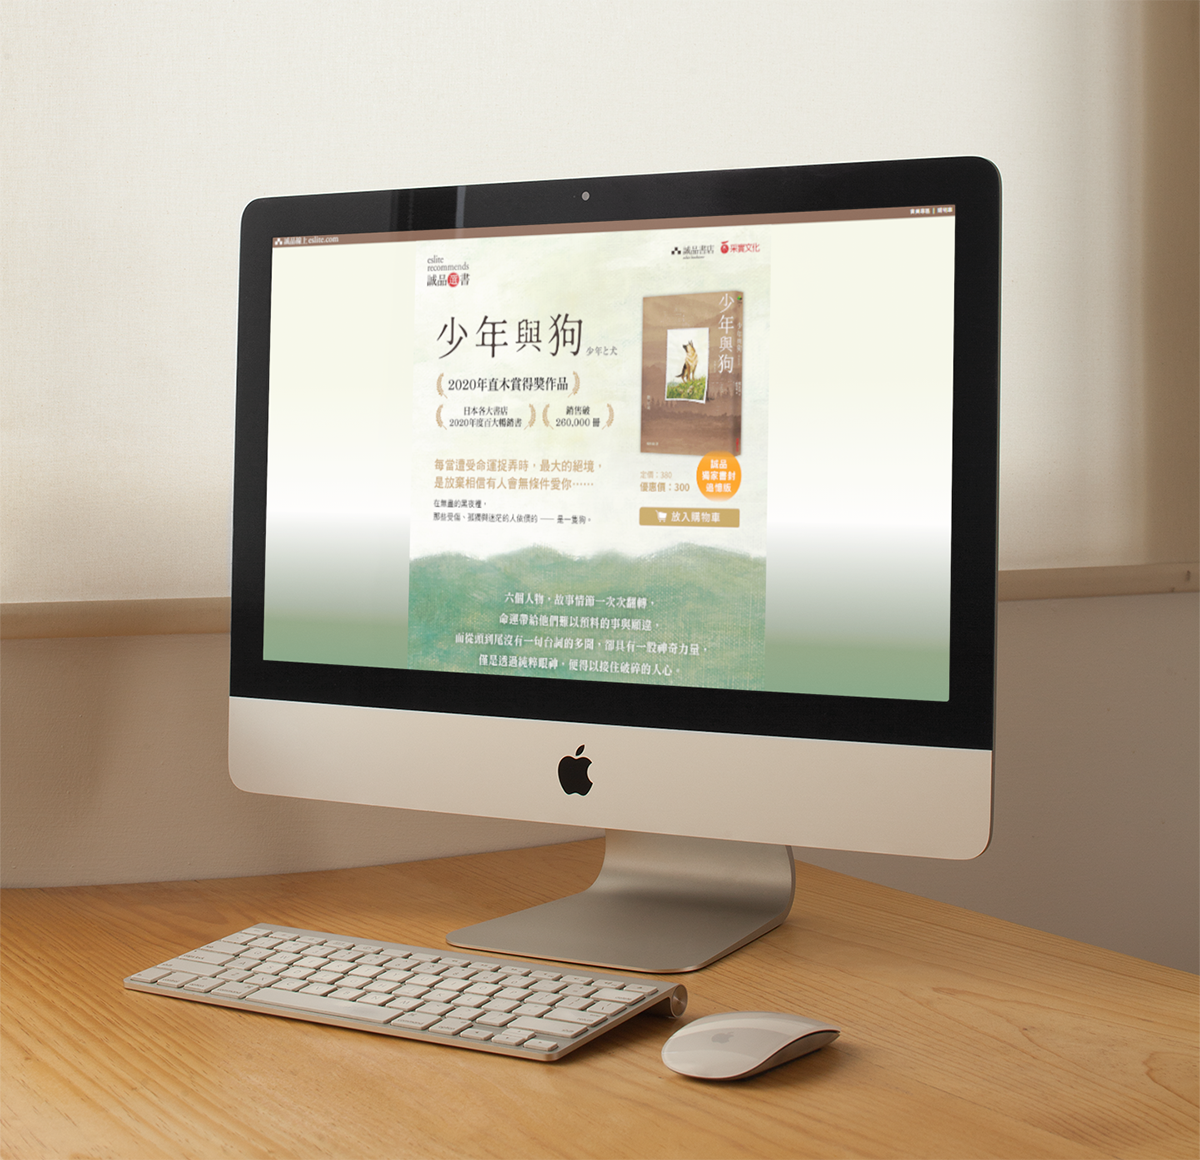 誠品線上 eslite.com
會員專區 | 購物車
eslite
recommends
誠品選書
誠品書店
采實文化
少年與狗
少年と犬
2020年直木賞得獎作品
日本各大書店
2020年度百大暢銷書
銷售破
260,000 冊
每當遭受命運捉弄時，最大的絕境，
是放棄相信有人會無條件愛你⋯⋯
在無盡的黑夜裡，
那些受傷、孤獨與迷茫的人依偎的 —— 是一隻狗。
少年與狗
定價：380
優惠價：300
誠品
獨家書封
追憶版
放入購物車
六個人物，故事情節一次次翻轉，
命運帶給他們難以預料的事與願違，
而從頭到尾沒有一句台詞的多聞，卻具有一股神奇力量，
僅是透過純粹眼神，便得以接住破碎的人心。